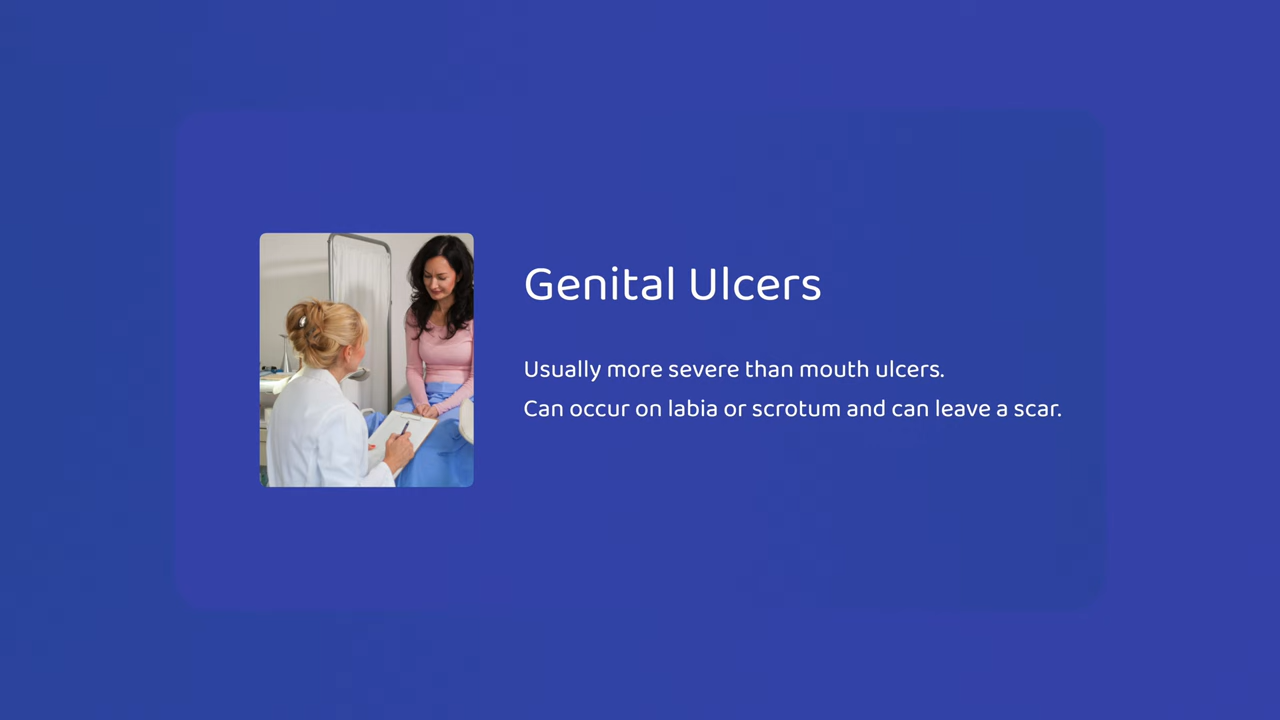 Genital Ulcers
Usually more severe than mouth ulcers.
Can occur on labia or scrotum and can leave a scar.